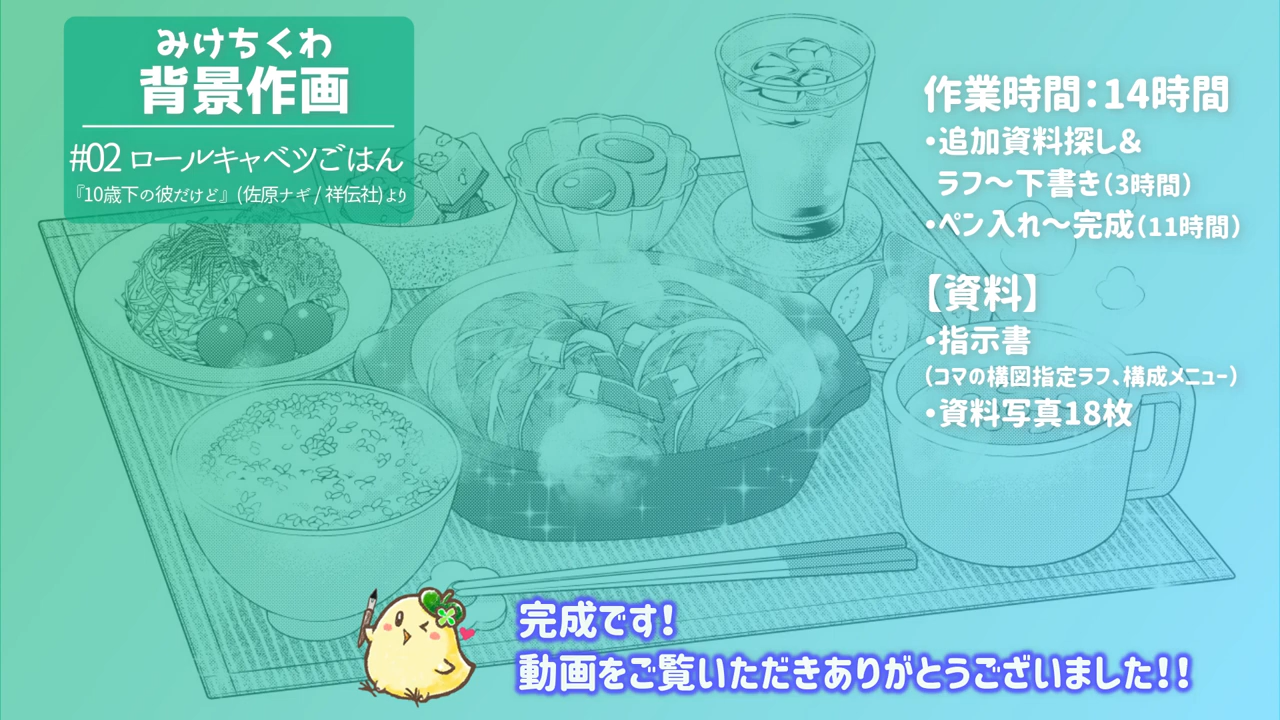 みけちくわ
背景作画
#02 ロールキャベツごはん
『10歳下の彼だけど』(佐原ナギ / 祥伝社)より
作業時間：14時間
・追加資料探し&
ラフ～下書き(3時間)
・ペン入れ～完成(11時間)
【資料】
・指示書
(コマの構図指定ラフ、構成メニュー)
・資料写真18枚
完成です！
動画をご覧いただきありがとうございました！！